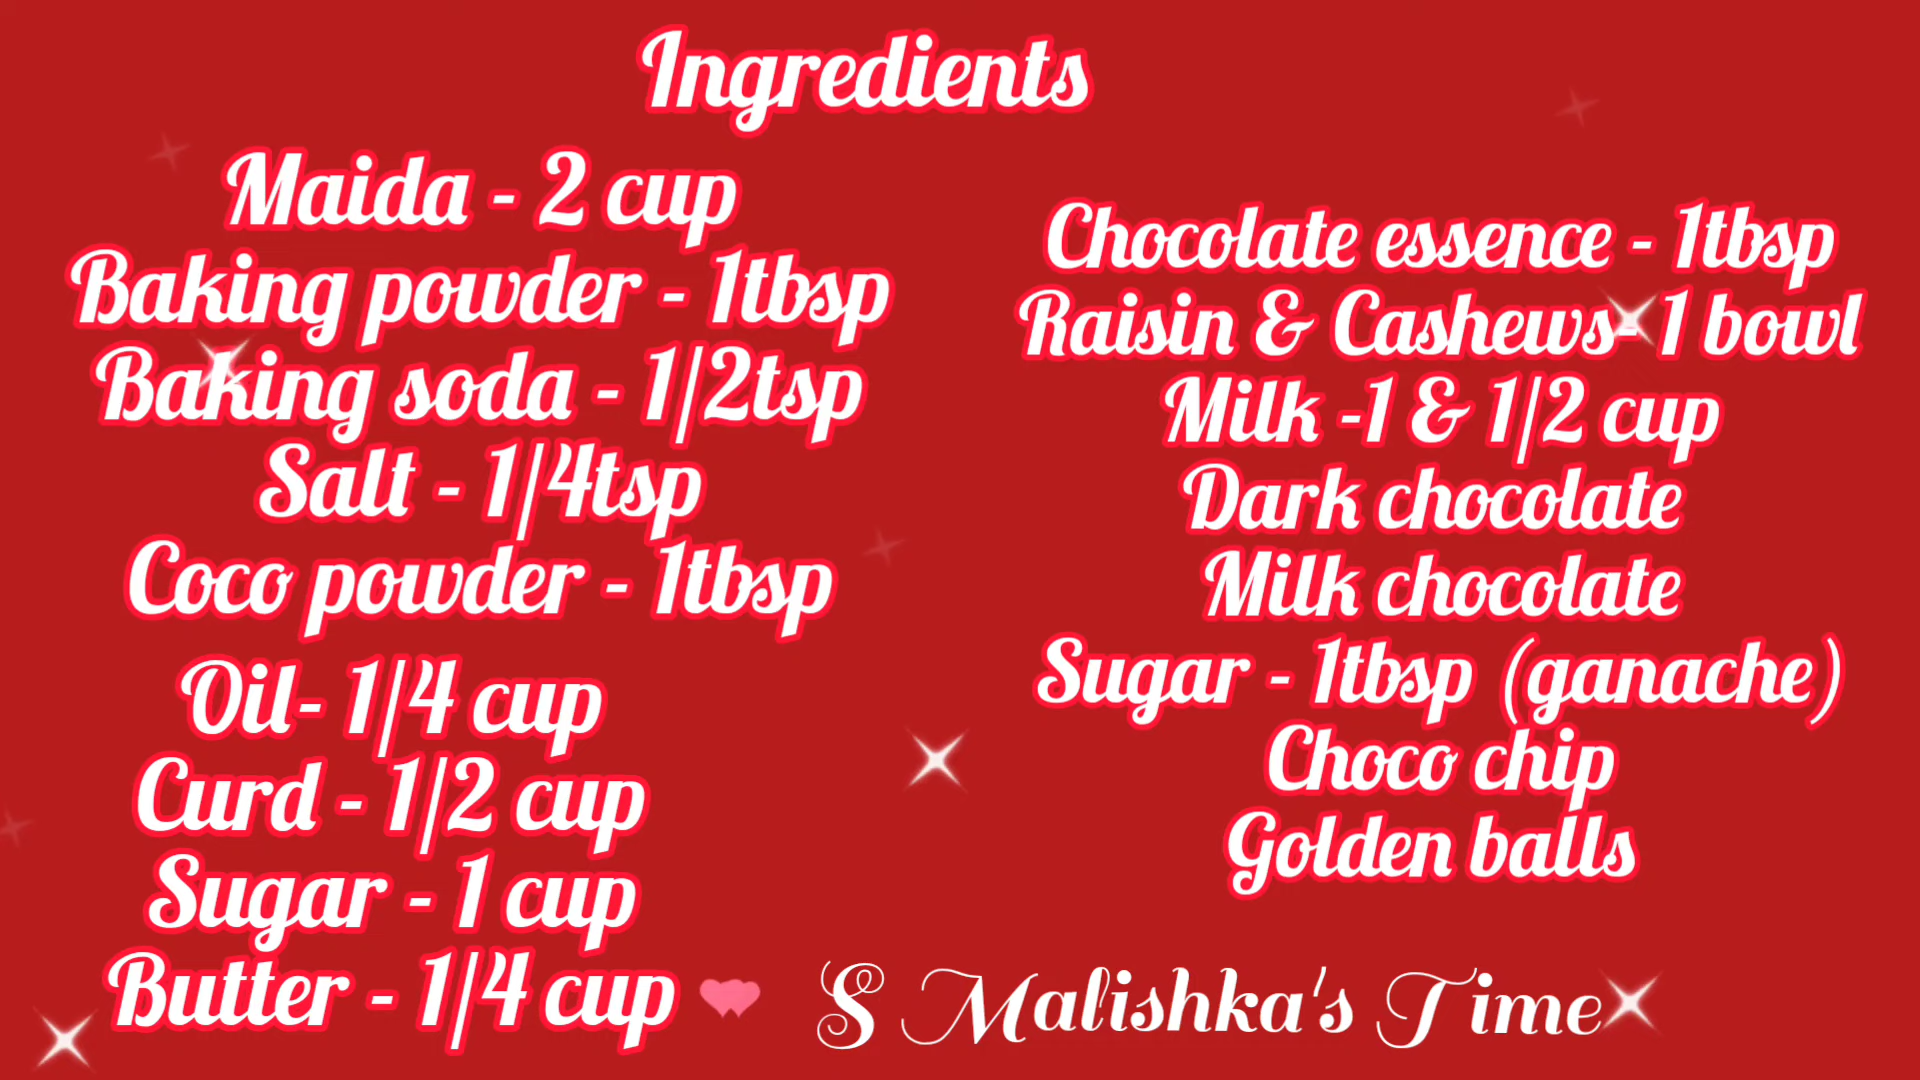 Ingredients
Maida - 2 cup
Baking powder - 1tbsp
Baking soda - 1/2tsp
Salt - 1/4tsp
Coco powder - 1tbsp
Oil- 1/4 cup
Curd - 1/2 cup
Sugar - 1 cup
Butter - 1/4 cup
Chocolate essence - 1tbsp
Raisin & Cashews- 1 bowl
Milk -1 & 1/2 cup
Dark chocolate
Milk chocolate
Sugar - 1tbsp (ganache)
Choco chip
Golden balls
S Malishka's Time